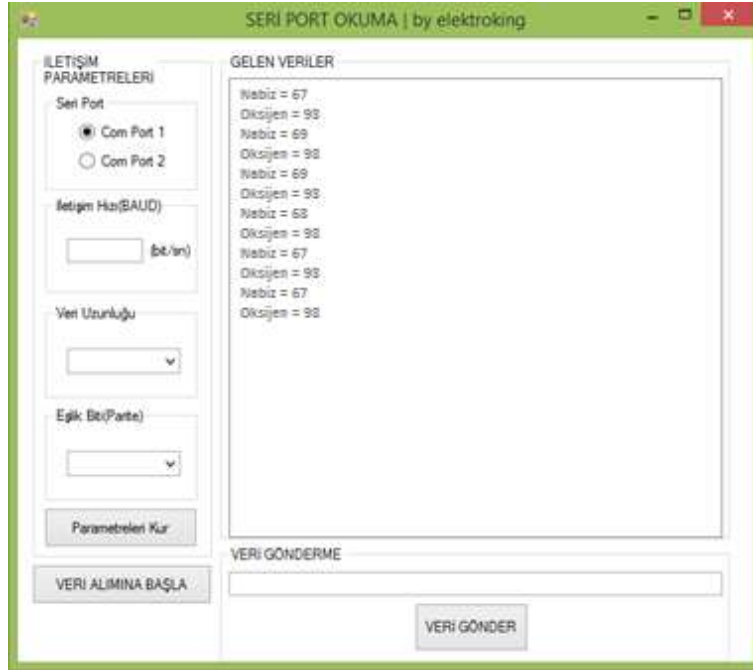 SERİ PORT OKUMA | by elektroking
İLETİŞİM
PARAMETRELERİ
Seri Port
Com Port 1
Com Port 2
İletişim Hızı(BAUD)
(bit/sn)
Veri Uzunluğu
Eşlik Biti(Parite)
Parametreleri Kur
VERİ ALIMINA BAŞLA
GELEN VERİLER
Nabiz = 67
Oksijen = 98
Nabiz = 69
Oksijen = 98
Nabiz = 69
Oksijen = 98
Nabiz = 68
Oksijen = 98
Nabiz = 67
Oksijen = 98
Nabiz = 67
Oksijen = 98
VERİ GÖNDERME
VERİ GÖNDER